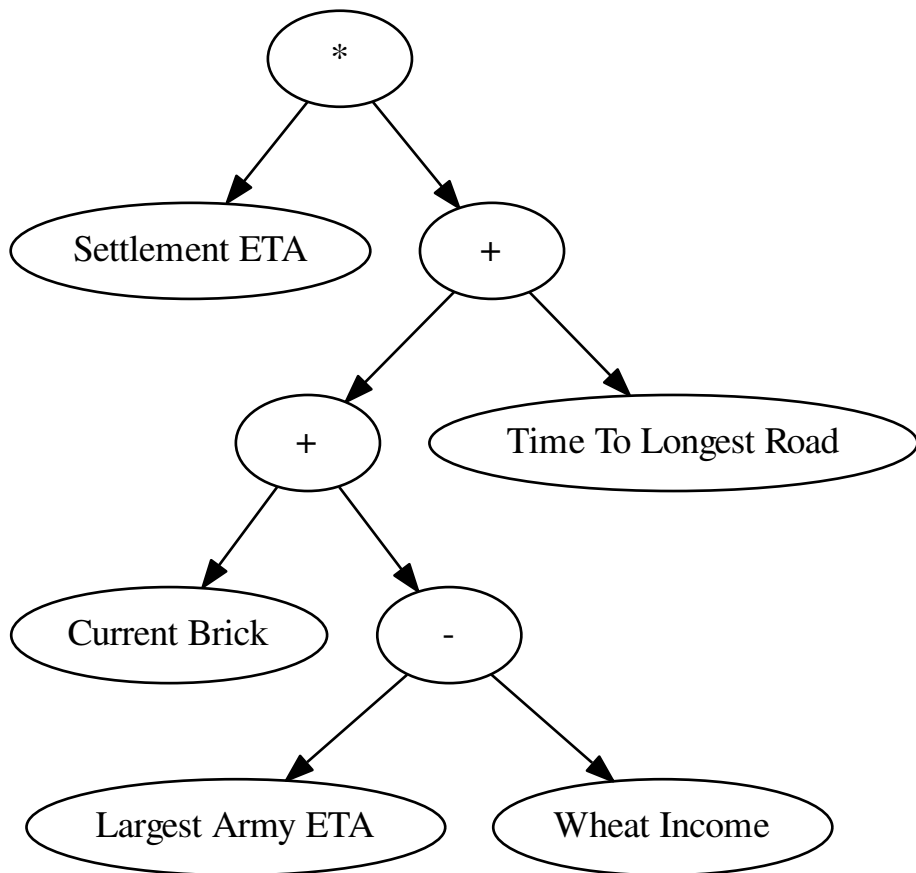 *
Settlement ETA
+
+
Time To Longest Road
Current Brick
-
Largest Army ETA
Wheat Income